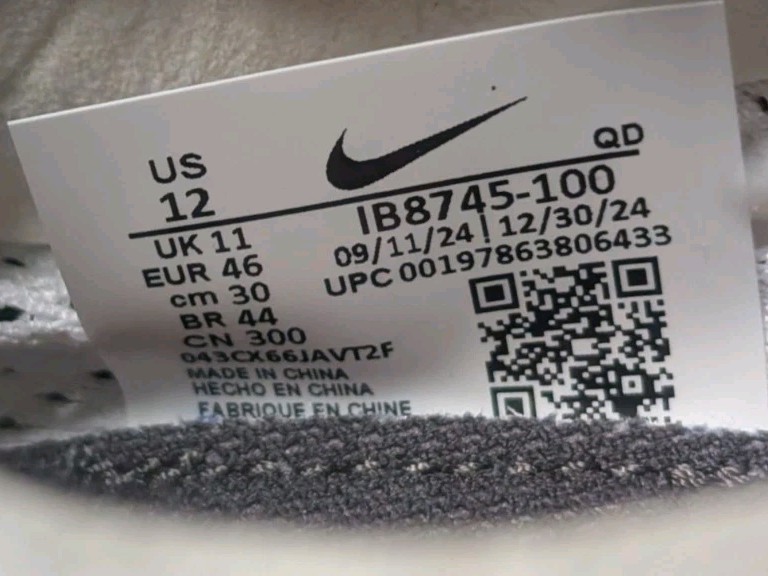 QD
US
12
IB8745-100
09/11/24 | 12/30/24
UPC 00197863806433
UK 11
EUR 46
cm 30
BR 44
CN 300
043CX66JAVT2F
MADE IN CHINA
HECHO EN CHINA
FABRIQUE EN CHINE